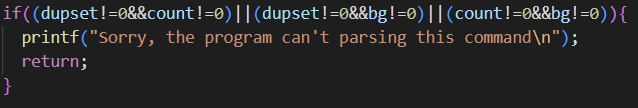 if((dupset!=0&&count!=0)||(dupset!=0&&bg!=0)||(count!=0&&bg!=0)){
  printf("Sorry, the program can't parsing this command\n");
  return;
}